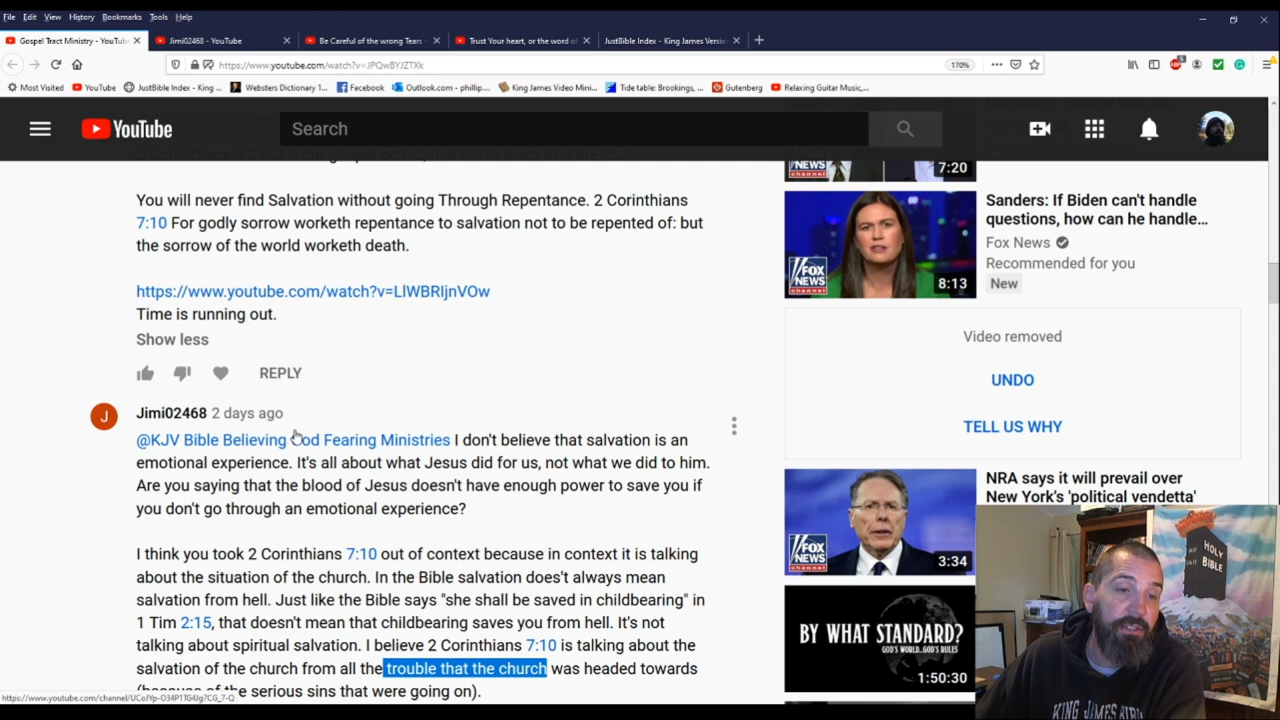 File Edit View History Bookmarks Tools Help
Gospel Tract Ministry - YouTub
Jimi02468 - YouTube
Be Careful of the wrong Tears -
Trust Your heart, or the word of
JustBible Index - King James Versio
https://www.youtube.com/watch?v=JPQwBYJZTXk
170%
Most Visited YouTube JustBible Index - King ... Websters Dictionary 1... Facebook Outlook.com - phillip.... King James Video Mini... Tide table: Brookings, ... Gutenberg Relaxing Guitar Music,...
YouTube
Search
7:20
You will never find Salvation without going Through Repentance. 2 Corinthians
7:10 For godly sorrow worketh repentance to salvation not to be repented of: but
the sorrow of the world worketh death.
https://www.youtube.com/watch?v=LlWBRIjnVOw
Time is running out.
Show less
REPLY
Jimi02468 2 days ago
@KJV Bible Believing God Fearing Ministries I don't believe that salvation is an
emotional experience. It's all about what Jesus did for us, not what we did to him.
Are you saying that the blood of Jesus doesn't have enough power to save you if
you don't go through an emotional experience?
I think you took 2 Corinthians 7:10 out of context because in context it is talking
about the situation of the church. In the Bible salvation does't always mean
salvation from hell. Just like the Bible says "she shall be saved in childbearing" in
1 Tim 2:15, that doesn't mean that childbearing saves you from hell. It's not
talking about spiritual salvation. I believe 2 Corinthians 7:10 is talking about the
salvation of the church from all the trouble that the church was headed towards
the serious sins that were going on).
Sanders: If Biden can't handle
questions, how can he handle...
Fox News
Recommended for you
New
FOX
NEWS
channel
8:13
Video removed
UNDO
TELL US WHY
NRA says it will prevail over
New York's 'political vendetta'
FOX
NEWS
channel
3:34
BY WHAT STANDARD?
GOD'S WORLD...GOD'S RULES
1:50:30
AV
1611
HOLY
BIBLE
KING JAMES BIBLE